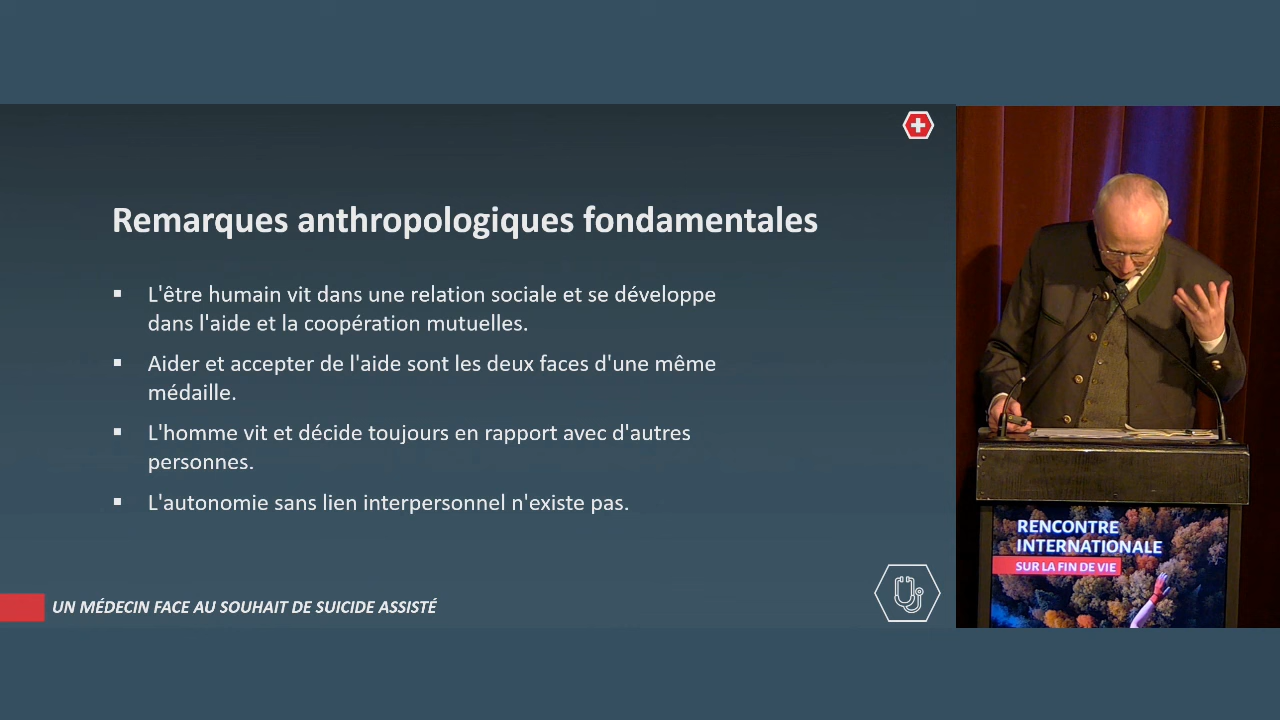 Remarques anthropologiques fondamentales
L'être humain vit dans une relation sociale et se développe
dans l'aide et la coopération mutuelles.
Aider et accepter de l'aide sont les deux faces d'une même
médaille.
L'homme vit et décide toujours en rapport avec d'autres
personnes.
L'autonomie sans lien interpersonnel n'existe pas.
UN MÉDECIN FACE AU SOUHAIT DE SUICIDE ASSISTÉ
RENCONTRE
INTERNATIONALE
SUR LA FIN DE VIE